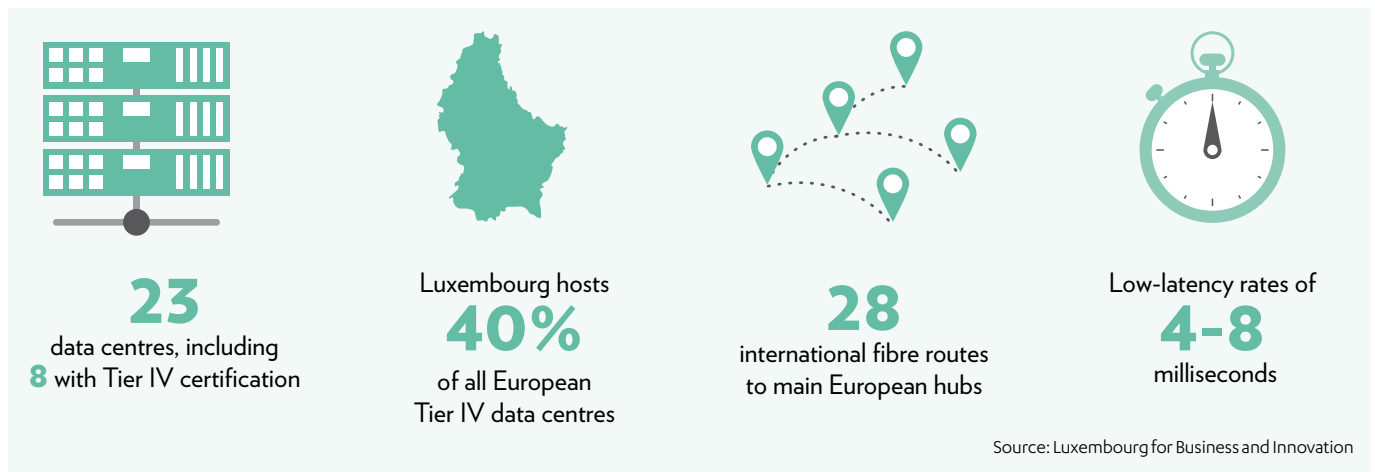 23
data centres, including
8 with Tier IV certification
Luxembourg hosts
40%
of all European
Tier IV data centres
28
international fibre routes
to main European hubs
Low-latency rates of
4-8
milliseconds
Source: Luxembourg for Business and Innovation